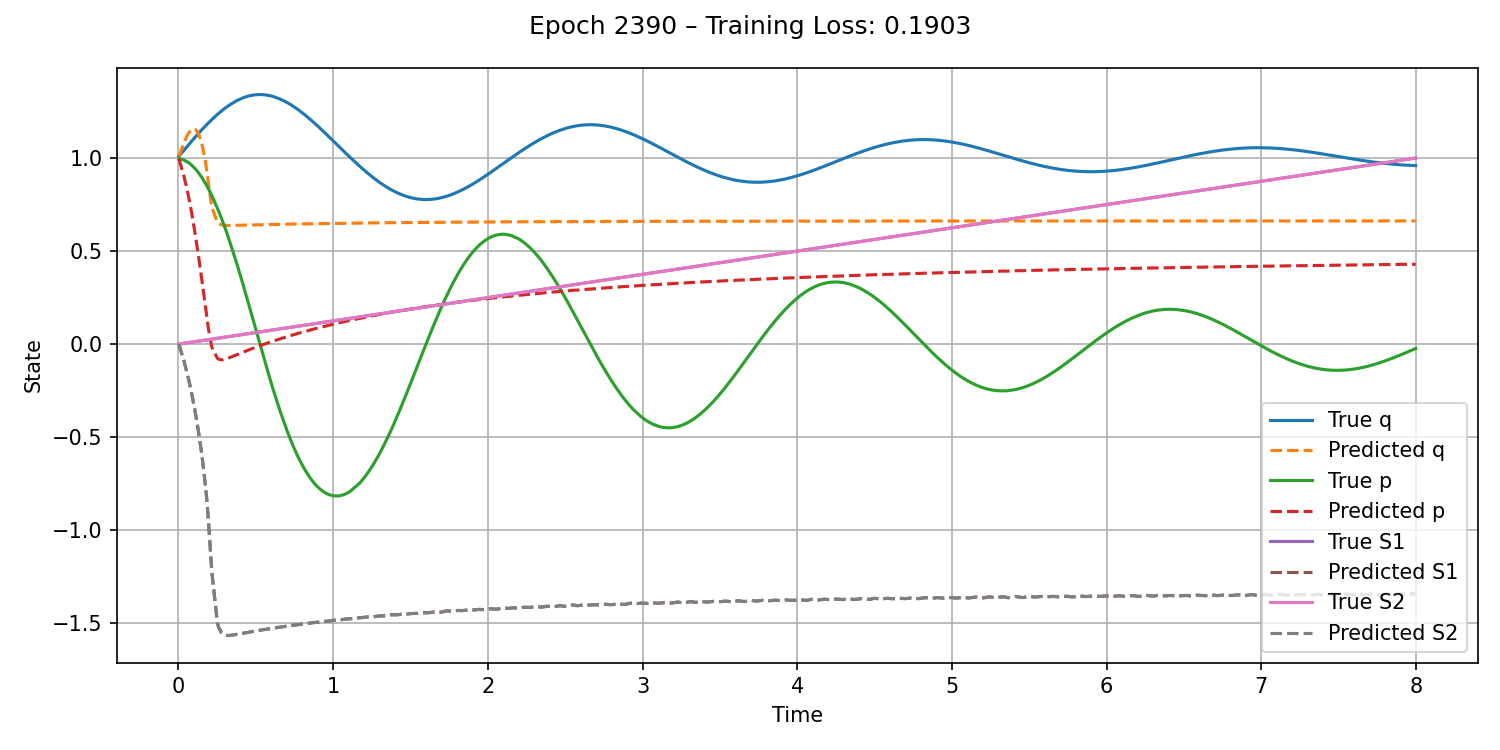 Epoch 2390 – Training Loss: 0.1903
State
1.0
0.5
0.0
−0.5
−1.0
−1.5
True q
Predicted q
True p
Predicted p
True S1
Predicted S1
True S2
Predicted S2
0 1 2 3 4 5 6 7 8
Time